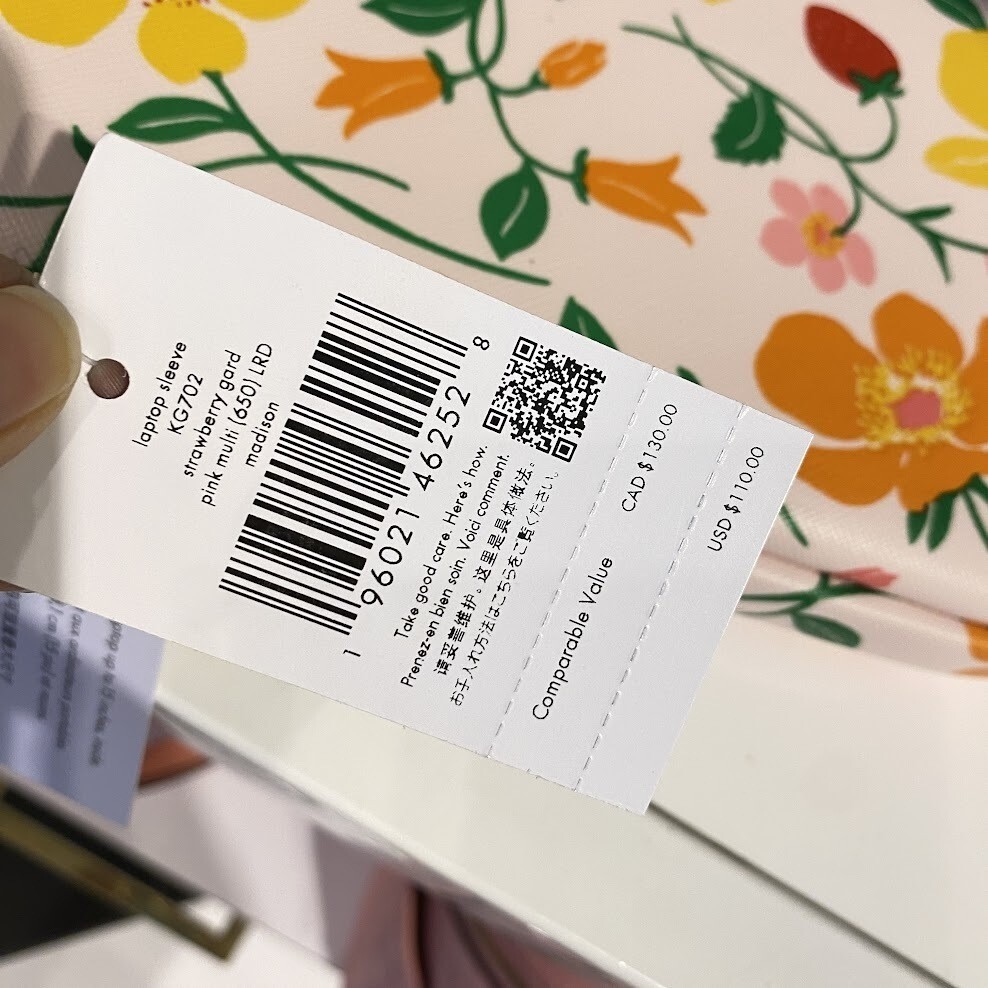 laptop sleeve
KG702
strawberry gard
pink multi (650) LRD
madison
1 96021 46252 8
Take good care. Here's how.
Prenez-en bien soin. Void comment.
请妥善维护。这里是具体做法。
お手入れ方法はこちらをご覧ください。
Comparable Value
CAD $130.00
USD $110.00